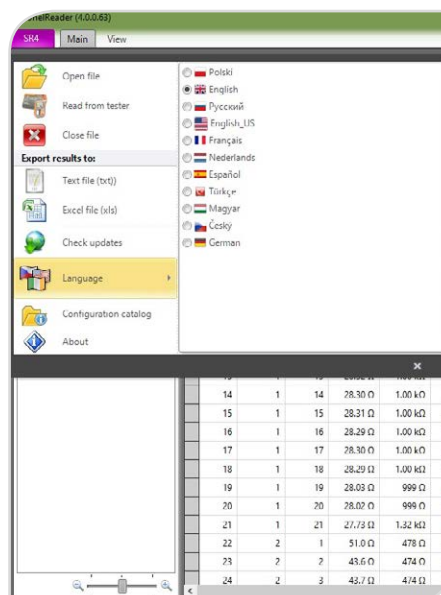 SonelReader (4.0.0.63)
SR4 Main View
Open file
Read from tester
Close file
Export results to:
Text file (txt))
Excel file (xls)
Check updates
Language
Configuration catalog
About
Polski
English
Русский
English_US
Français
Nederlands
Español
Türkçe
Magyar
Český
German
14 1 14 28.30 Ω 1.00 kΩ
15 1 15 28.31 Ω 1.00 kΩ
16 1 16 28.29 Ω 1.00 kΩ
17 1 17 28.30 Ω 1.00 kΩ
18 1 18 28.29 Ω 1.00 kΩ
19 1 19 28.03 Ω 999 Ω
20 1 20 28.02 Ω 999 Ω
21 1 21 27.73 Ω 1.32 kΩ
22 2 1 51.0 Ω 478 Ω
23 2 2 43.6 Ω 474 Ω
24 2 3 43.7 Ω 474 Ω